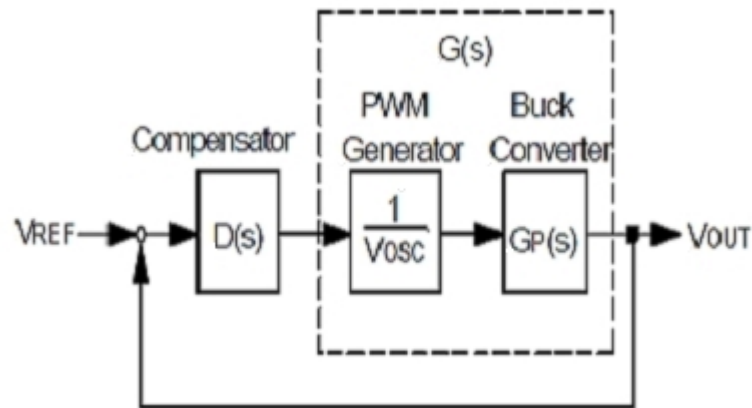 G(s)
PWM Buck
Compensator Generator Converter
VREF D(s) 1 GP(s) VOUT
VOSC